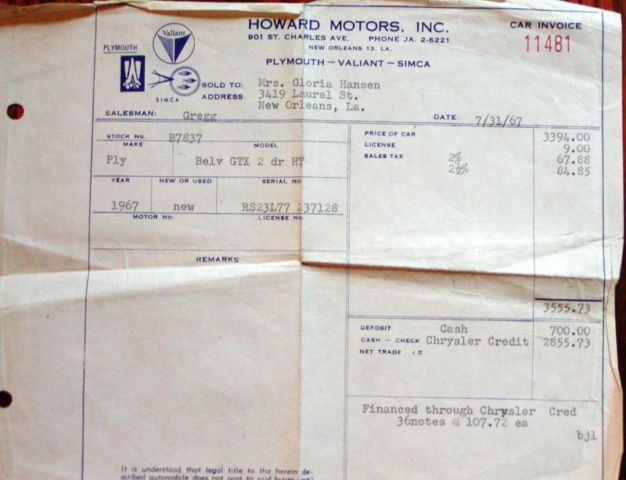 HOWARD MOTORS, INC.
901 ST. CHARLES AVE. PHONE JA. 2-6221
NEW ORLEANS 13, LA.
PLYMOUTH — VALIANT — SIMCA
CAR INVOICE
11481
PLYMOUTH
Valiant
SIMCA
SOLD TO: Mrs. Gloria Hansen
ADDRESS: 3419 Laurel St.
New Orleans, La.
SALESMAN: Gregg
DATE: 7/31/67
STOCK NO. B7837
MAKE MODEL
Ply Belv GTX 2 dr HT
YEAR NEW OR USED SERIAL NO.
1967 new RS23L77 237128
MOTOR NO. LICENSE NO.
REMARKS
PRICE OF CAR 3394.00
LICENSE 9.00
SALES TAX 2% 67.88
2½% 84.85
3555.73
DEPOSIT Cash 700.00
CASH — CHECK Chrysler Credit 2855.73
NET TRADE I#
Financed through Chrysler Cred
36notes @ 107.72 ea
bjl
It is understood that legal title to the herein de-
scribed automobile does not pass to said buyer until